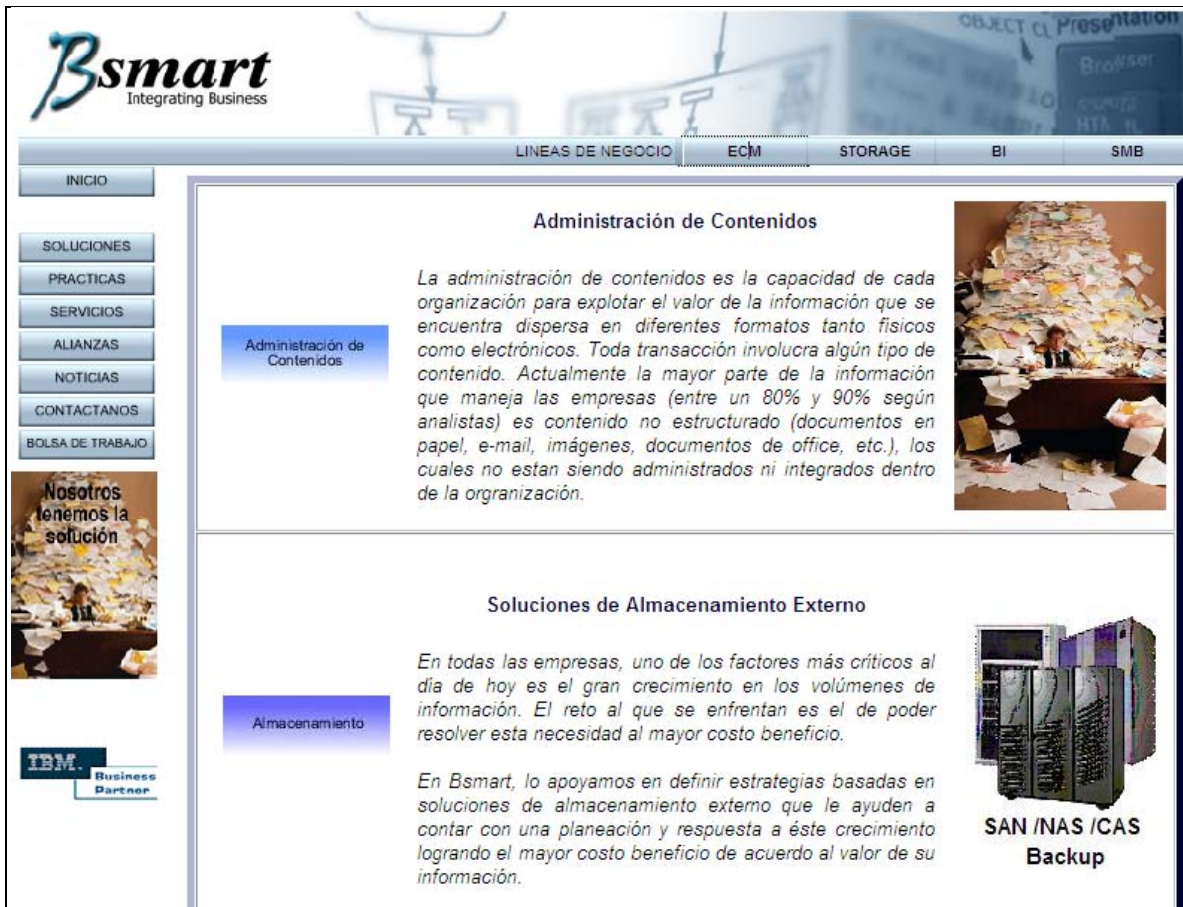 OBJECT CL Presentation
Browser
Bsmart
Integrating Business
LINEAS DE NEGOCIO ECM STORAGE BI SMB
INICIO
SOLUCIONES
PRACTICAS
SERVICIOS
ALIANZAS
NOTICIAS
CONTACTANOS
BOLSA DE TRABAJO
Nosotros
tenemos la
solución
IBM.
Business
Partner
Administración de
Contenidos
Administración de Contenidos
La administración de contenidos es la capacidad de cada
organización para explotar el valor de la información que se
encuentra dispersa en diferentes formatos tanto físicos
como electrónicos. Toda transacción involucra algún tipo de
contenido. Actualmente la mayor parte de la información
que maneja las empresas (entre un 80% y 90% según
analistas) es contenido no estructurado (documentos en
papel, e-mail, imágenes, documentos de office, etc.), los
cuales no estan siendo administrados ni integrados dentro
de la orgranización.
Almacenamiento
Soluciones de Almacenamiento Externo
En todas las empresas, uno de los factores más críticos al
día de hoy es el gran crecimiento en los volúmenes de
información. El reto al que se enfrentan es el de poder
resolver esta necesidad al mayor costo beneficio.
En Bsmart, lo apoyamos en definir estrategias basadas en
soluciones de almacenamiento externo que le ayuden a
contar con una planeación y respuesta a éste crecimiento
logrando el mayor costo beneficio de acuerdo al valor de su
información.
SAN /NAS /CAS
Backup